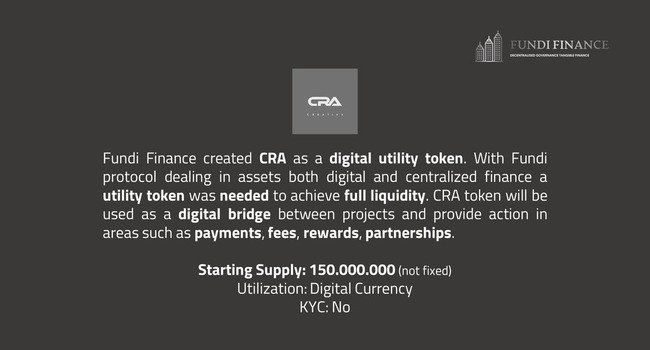 FUNDI FINANCE
DECENTRALISED GOVERNANCE TANGIBLE FINANCE
CRA
CREATIVE
Fundi Finance created CRA as a digital utility token. With Fundi
protocol dealing in assets both digital and centralized finance a
utility token was needed to achieve full liquidity. CRA token will be
used as a digital bridge between projects and provide action in
areas such as payments, fees, rewards, partnerships.
Starting Supply: 150.000.000 (not fixed)
Utilization: Digital Currency
KYC: No